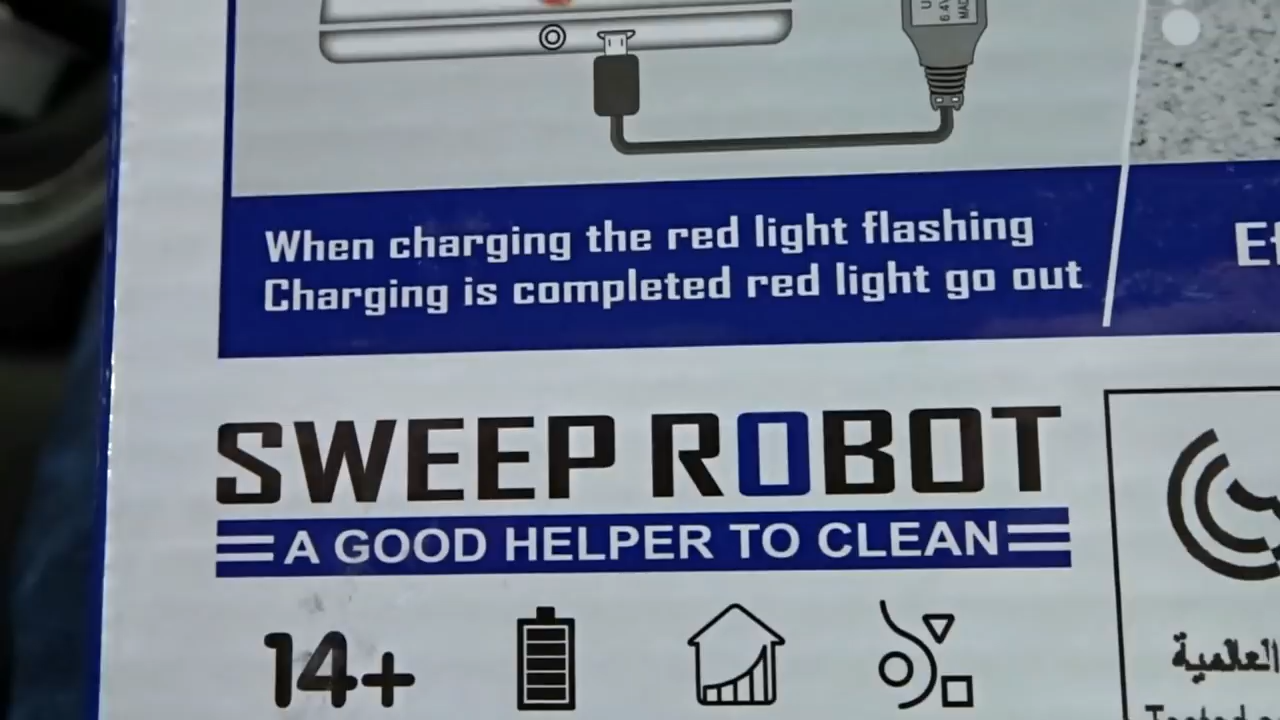 When charging the red light flashing
Charging is completed red light go out
SWEEP ROBOT
A GOOD HELPER TO CLEAN
14+
العالمية